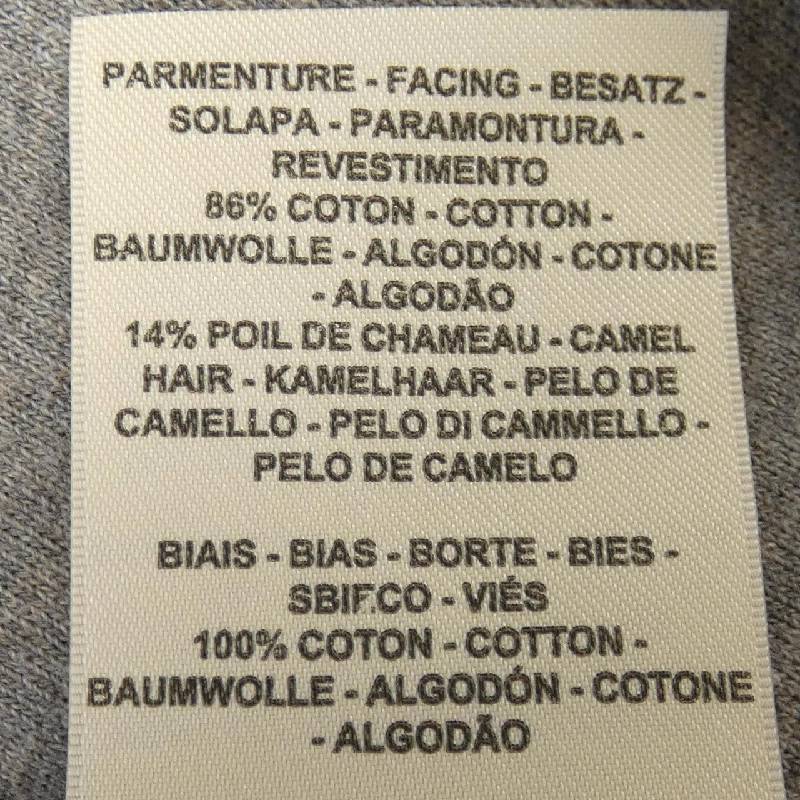 PARMENTURE - FACING - BESATZ -
SOLAPA - PARAMONTURA -
REVESTIMENTO
86% COTON - COTTON -
BAUMWOLLE - ALGODÓN - COTONE
- ALGODÃO
14% POIL DE CHAMEAU - CAMEL
HAIR - KAMELHAAR - PELO DE
CAMELLO - PELO DI CAMMELLO -
PELO DE CAMELO
BIAIS - BIAS - BORTE - BIES -
SBIECO - VIÉS
100% COTON - COTTON -
BAUMWOLLE - ALGODÓN - COTONE
- ALGODÃO